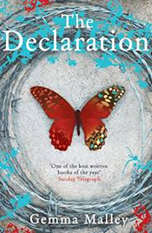 The
Declaration
'One of the best written
books of the year'
Sunday Telegraph
Gemma Malley